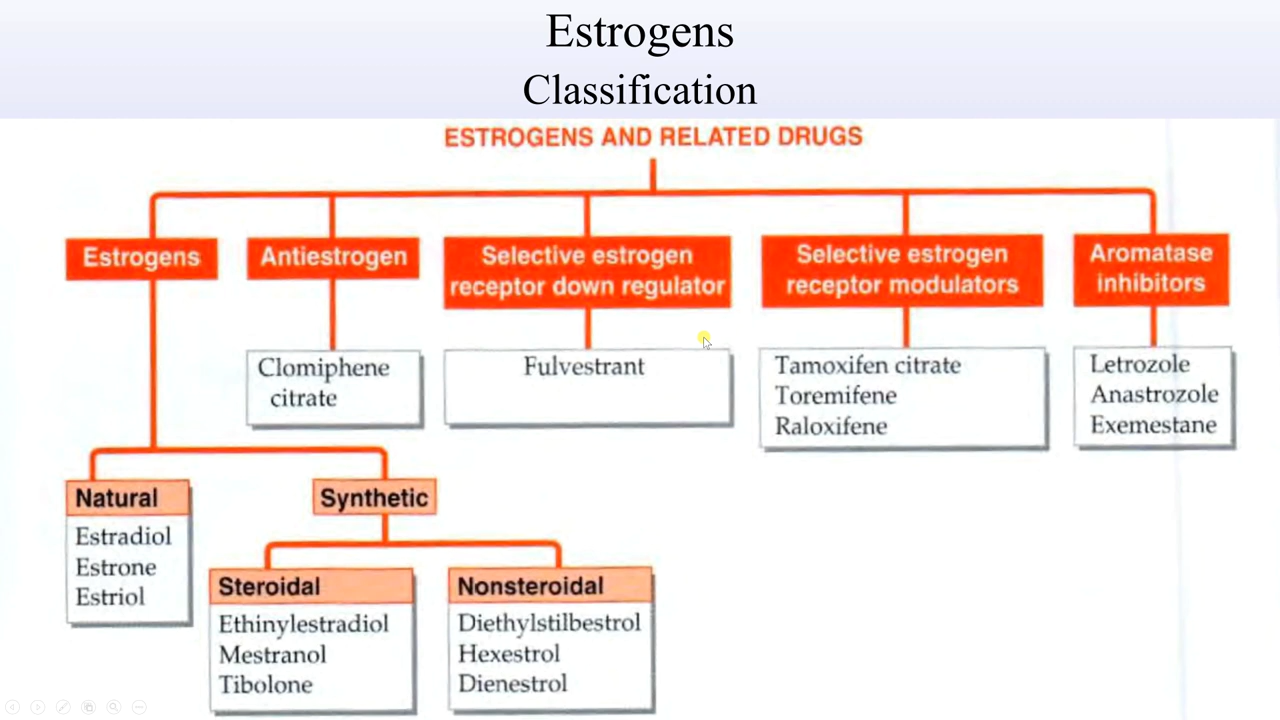 Estrogens
Classification
ESTROGENS AND RELATED DRUGS
Estrogens
Antiestrogen
Selective estrogen
receptor down regulator
Selective estrogen
receptor modulators
Aromatase
inhibitors
Clomiphene
citrate
Fulvestrant
Tamoxifen citrate
Toremifene
Raloxifene
Letrozole
Anastrozole
Exemestane
Natural
Estradiol
Estrone
Estriol
Synthetic
Steroidal
Ethinylestradiol
Mestranol
Tibolone
Nonsteroidal
Diethylstilbestrol
Hexestrol
Dienestrol